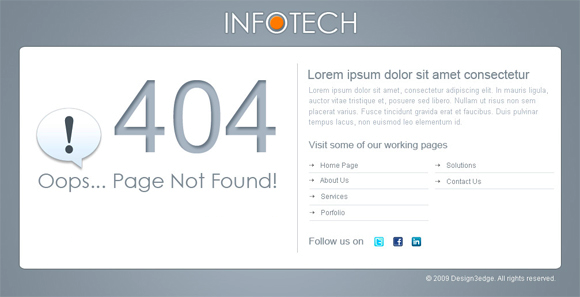 INFOTECH
!
404
Oops... Page Not Found!
Lorem ipsum dolor sit amet consectetur
Lorem ipsum dolor sit amet, consectetur adipiscing elit. In mauris ligula,
auctor vitae tristique et, posuere sed libero. Nullam ut risus non sem
placerat varius. Fusce tincidunt gravida erat et faucibus. Duis pulvinar
tempus lacus, non euismod leo elementum id.
Visit some of our working pages
Home Page
About Us
Services
Porfolio
Solutions
Contact Us
Follow us on
t
f
in
© 2009 Design3edge. All rights reserved.